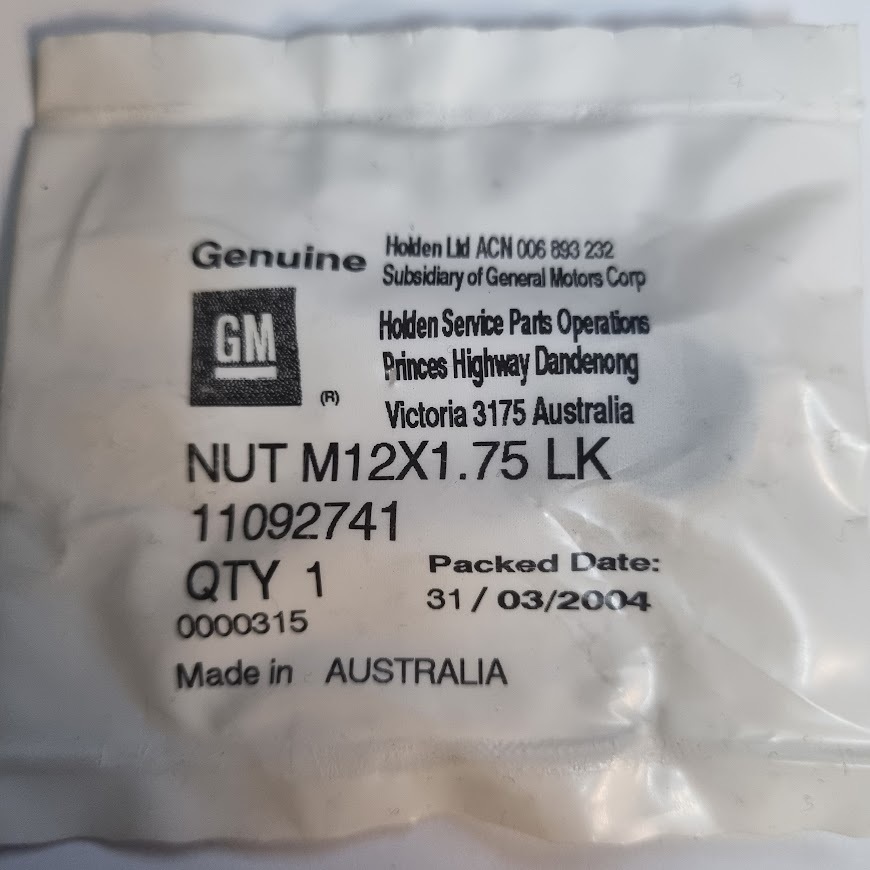 Genuine
GM
(R)
Holden Ltd ACN 006 893 232
Subsidiary of General Motors Corp
Holden Service Parts Operations
Princes Highway Dandenong
Victoria 3175 Australia
NUT M12X1.75 LK
11092741
QTY 1
0000315
Packed Date:
31/03/2004
Made in AUSTRALIA